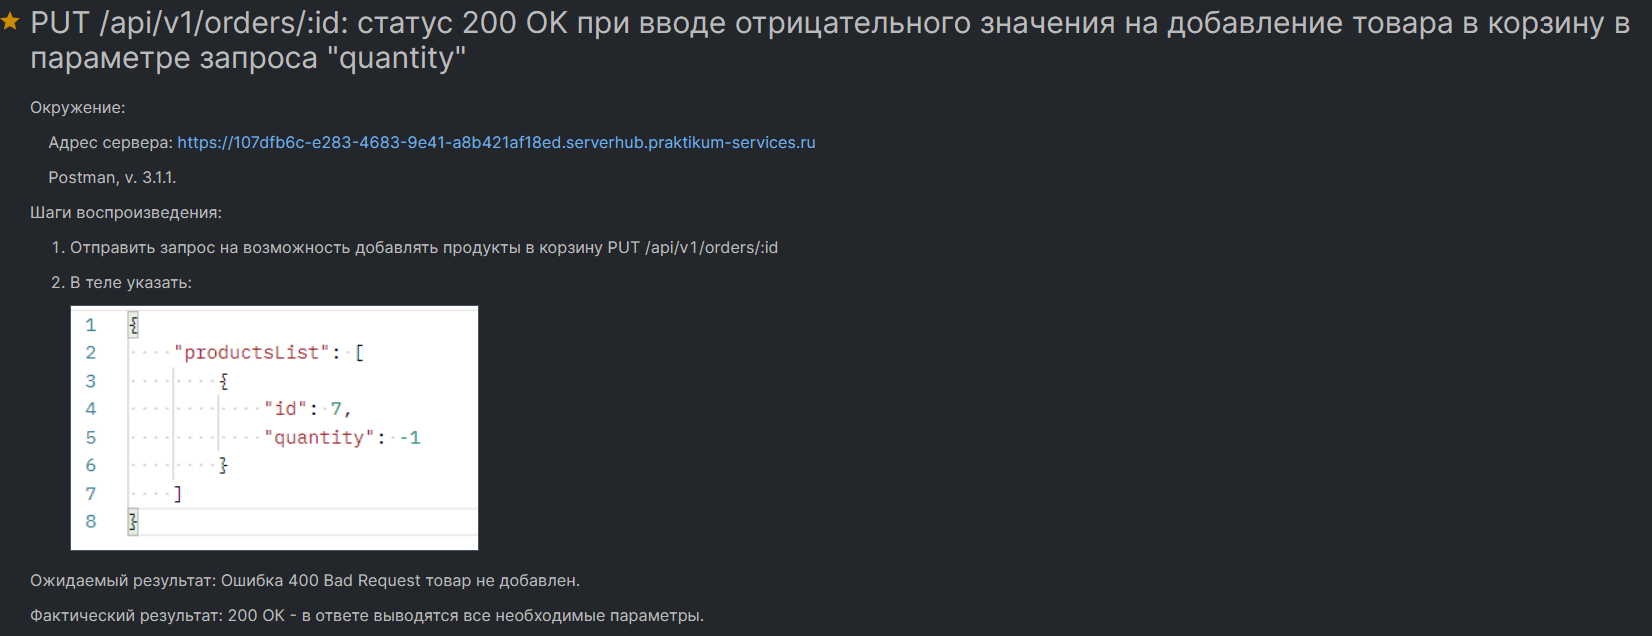 PUT /api/v1/orders/:id: статус 200 OK при вводе отрицательного значения на добавление товара в корзину в
параметре запроса "quantity"
Окружение:
Адрес сервера: https://107dfb6c-e283-4683-9e41-a8b421af18ed.serverhub.praktikum-services.ru
Postman, v. 3.1.1.
Шаги воспроизведения:
1. Отправить запрос на возможность добавлять продукты в корзину PUT /api/v1/orders/:id
2. В теле указать:
1 {
2 "productsList": [
3 {
4 "id": 7,
5 "quantity": -1
6 }
7 ]
8 }
Ожидаемый результат: Ошибка 400 Bad Request товар не добавлен.
Фактический результат: 200 OK - в ответе выводятся все необходимые параметры.